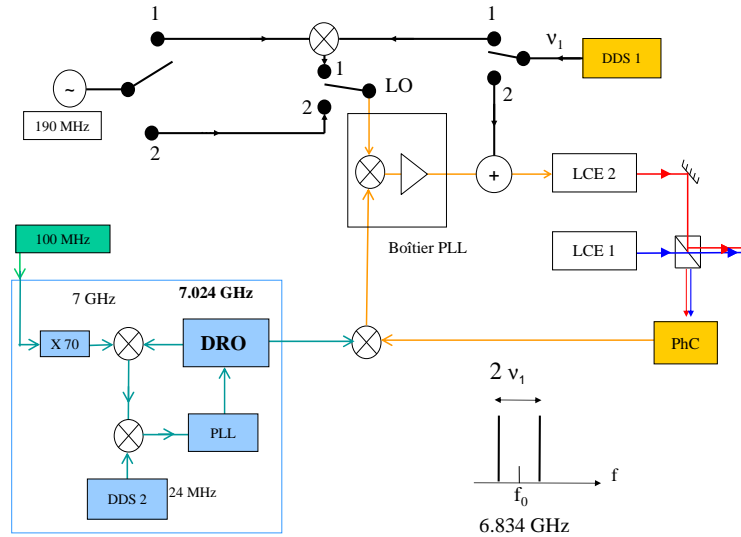 1
1
ν₁
DDS 1
~
190 MHz
1
LO
2
2
2
+
LCE 2
LCE 1
Boîtier PLL
100 MHz
7 GHz
7.024 GHz
X 70
DRO
PhC
PLL
2 ν₁
DDS 2
24 MHz
f
f₀
6.834 GHz